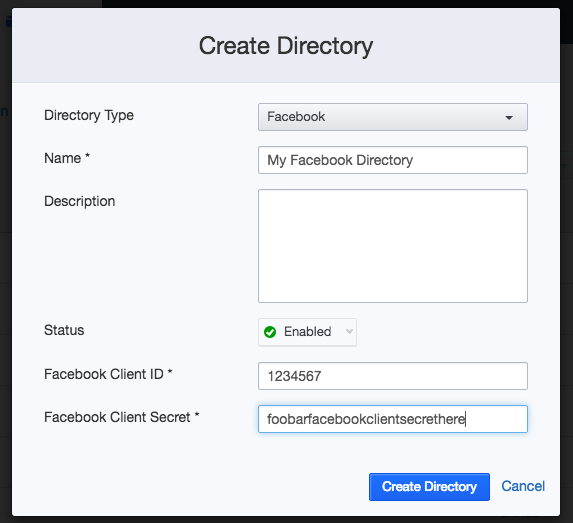 Create Directory
Directory Type
Facebook
Name *
My Facebook Directory
Description
Status
Enabled
Facebook Client ID *
1234567
Facebook Client Secret *
foobarfacebookclientsecrethere
Create Directory
Cancel